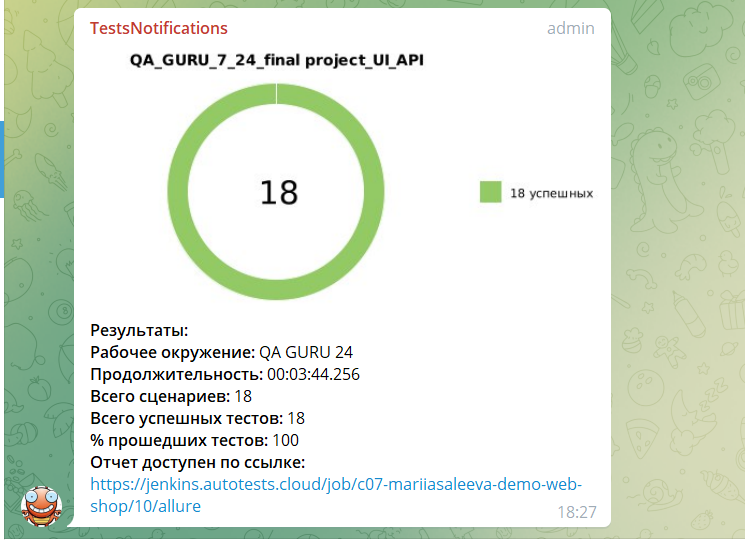 TestsNotifications admin
QA_GURU_7_24_final project_UI_API
18
18 успешных
Результаты:
Рабочее окружение: QA GURU 24
Продолжительность: 00:03:44.256
Всего сценариев: 18
Всего успешных тестов: 18
% прошедших тестов: 100
Отчет доступен по ссылке:
https://jenkins.autotests.cloud/job/c07-mariiasaleeva-demo-web-
shop/10/allure
18:27